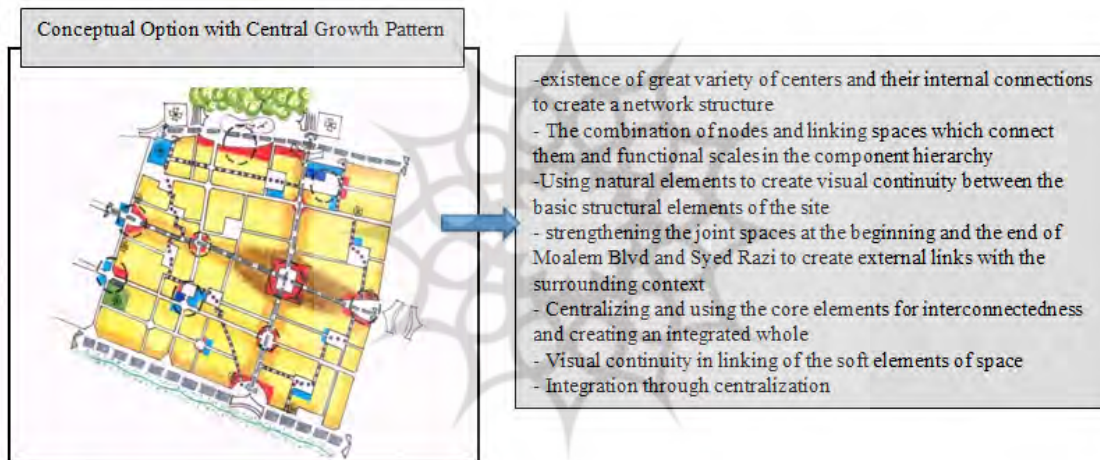 Conceptual Option with Central Growth Pattern
-existence of great variety of centers and their internal connections
to create a network structure
- The combination of nodes and linking spaces which connect
them and functional scales in the component hierarchy
-Using natural elements to create visual continuity between the
basic structural elements of the site
- strengthening the joint spaces at the beginning and the end of
Moalem Blvd and Syed Razi to create external links with the
surrounding context
- Centralizing and using the core elements for interconnectedness
and creating an integrated whole
- Visual continuity in linking of the soft elements of space
- Integration through centralization